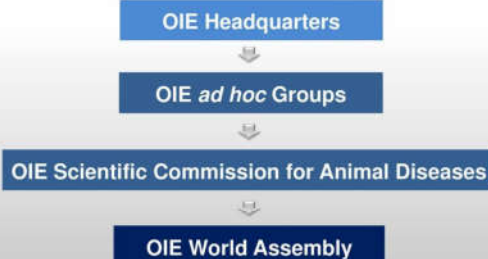 OIE Headquarters
OIE ad hoc Groups
OIE Scientific Commission for Animal Diseases
OIE World Assembly